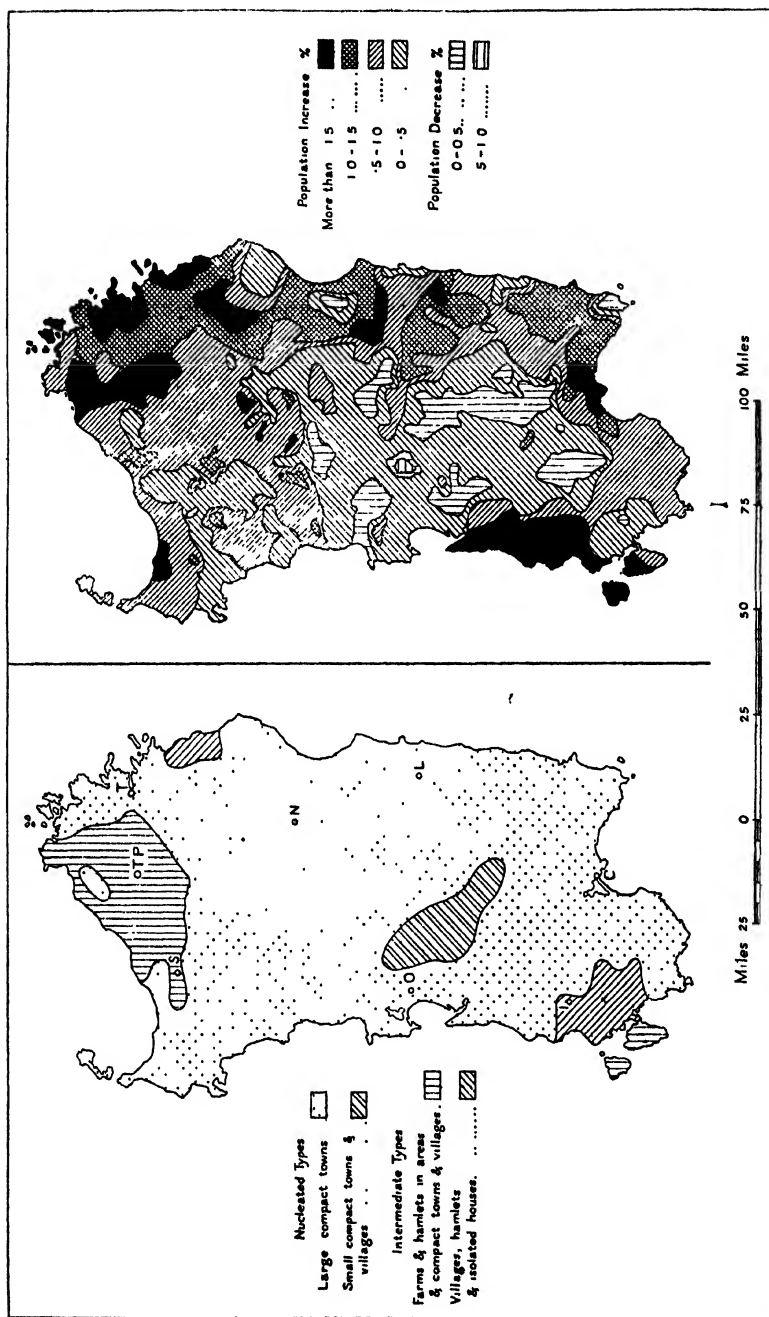 Nucleated Types
Large compact towns
Small compact towns &
villages . . . .
Intermediate Types
Farms & hamlets in areas
& compact towns & villages.
Villages, hamlets
& isolated houses. .. ......
T
TP
S
N
L
O
C
Population Increase %
More than 15 ..
10-15 .......
·5-10 ......
0-·5 .
Population Decrease %
0-05.. .. ...
5-10 ........
Miles 25 0 25 50 75 100 Miles